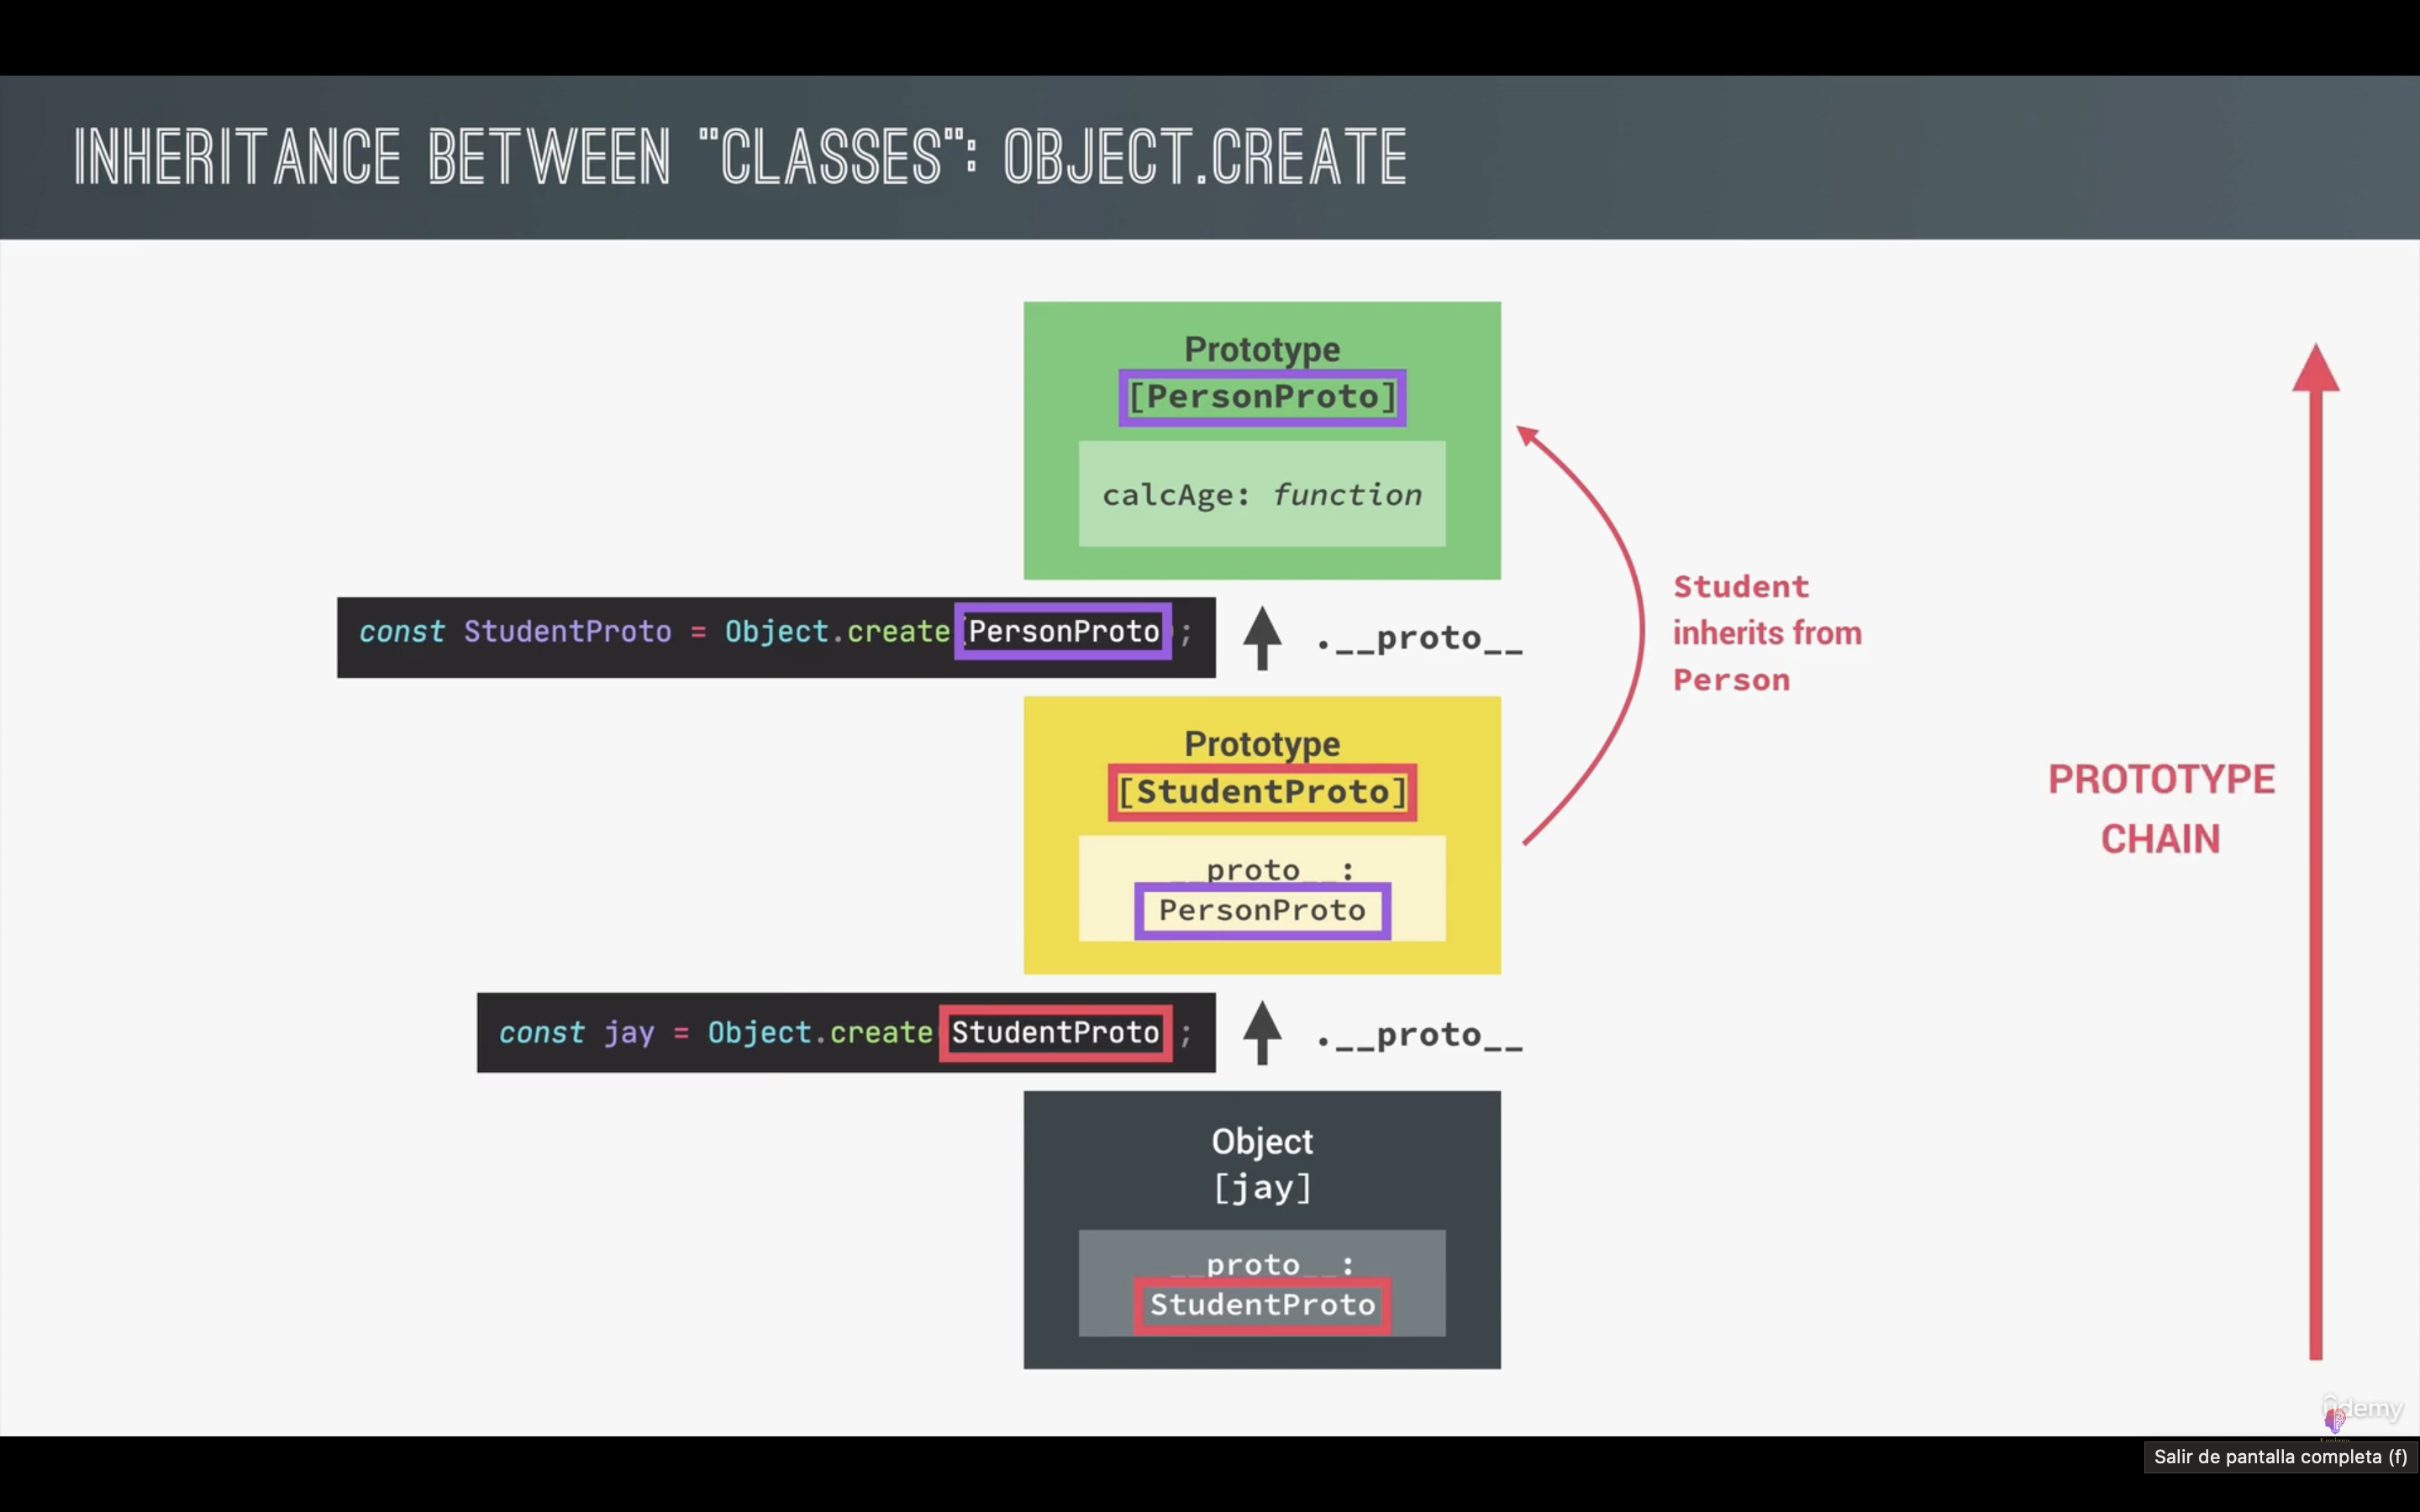 INHERITANCE BETWEEN "CLASSES": OBJECT.CREATE
Prototype
[PersonProto]
calcAge: function
const StudentProto = Object.create(PersonProto;
.__proto__
Student
inherits from
Person
Prototype
[StudentProto]
__proto__:
PersonProto
PROTOTYPE
CHAIN
const jay = Object.create StudentProto ;
.__proto__
Object
[jay]
__proto__:
StudentProto
ûdemy
Salir de pantalla completa (f)